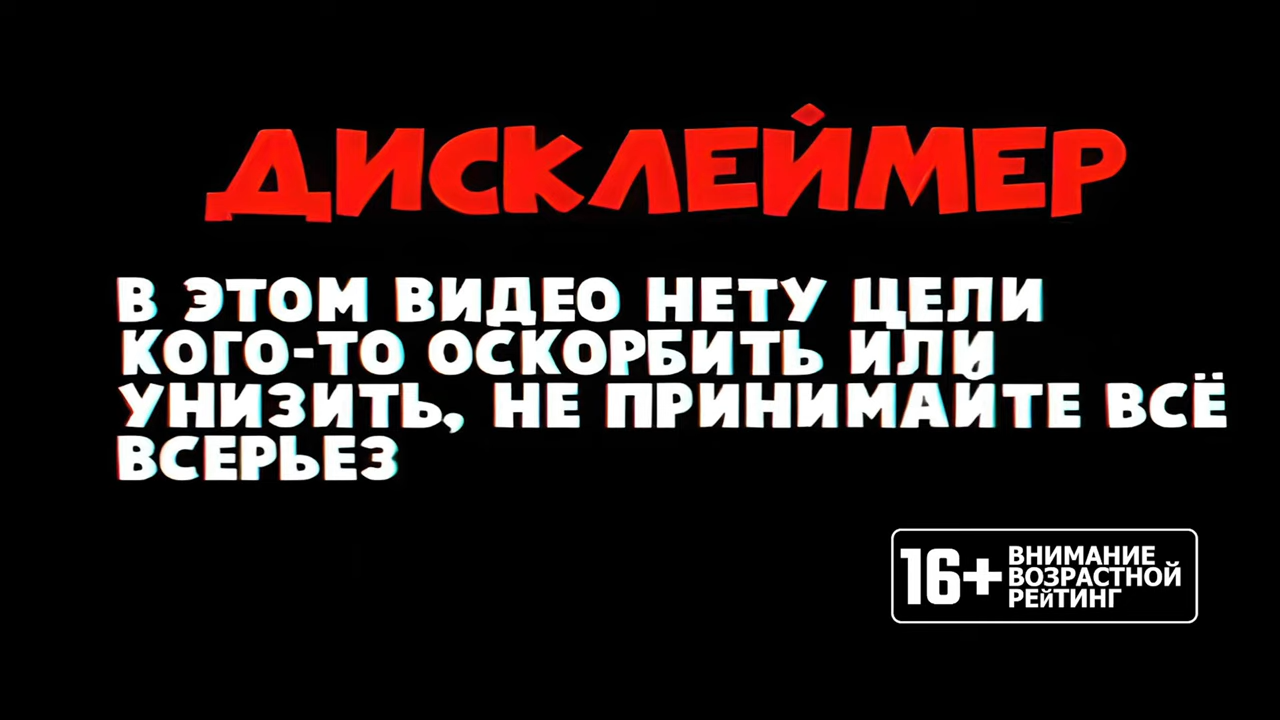 ДИСКЛЕЙМЕР
В ЭТОМ ВИДЕО НЕТУ ЦЕЛИ
КОГО-ТО ОСКОРБИТЬ ИЛИ
УНИЗИТЬ, НЕ ПРИНИМАЙТЕ ВСЁ
ВСЕРЬЕЗ
16+
ВНИМАНИЕ
ВОЗРАСТНОЙ
РЕйТИНГ